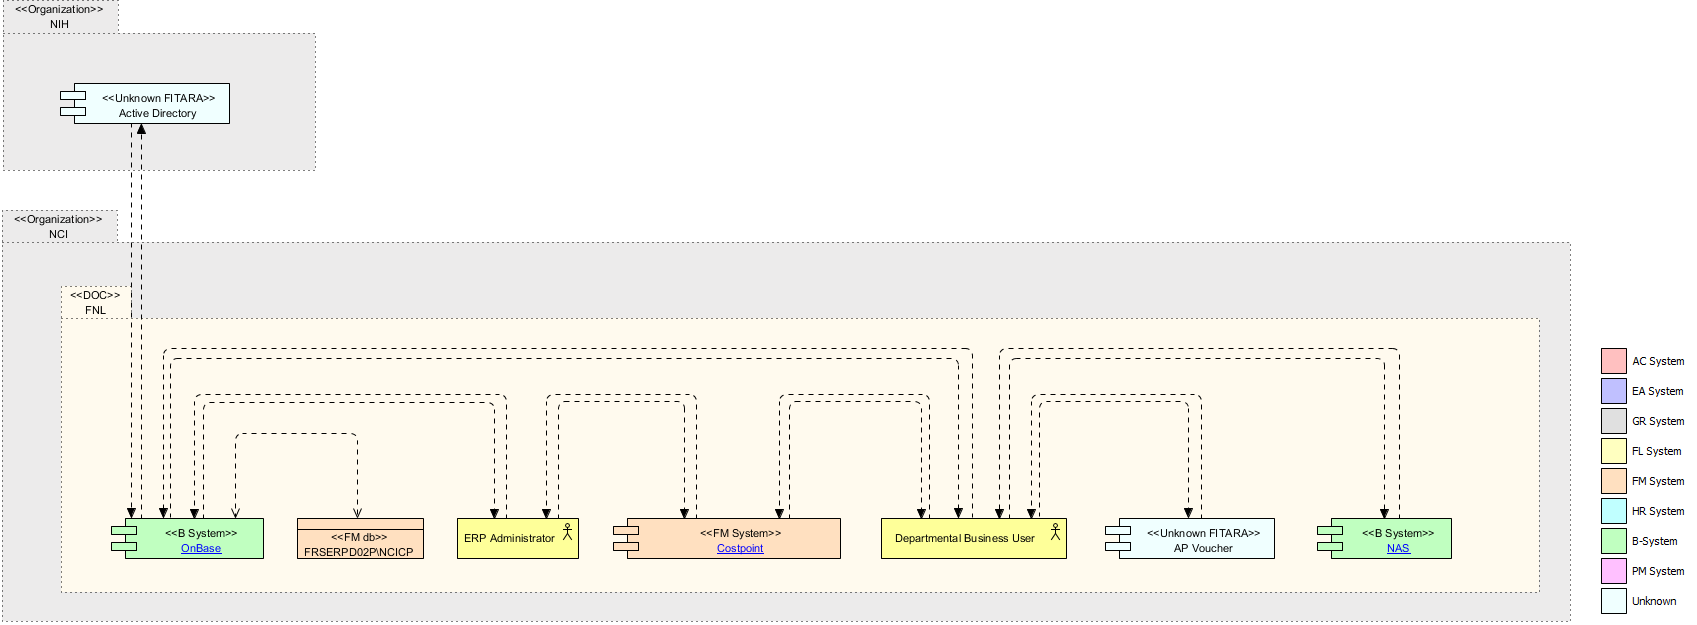 <<Organization>>
NIH
<<Unknown FITARA>>
Active Directory
<<Organization>>
NCI
<<DOC>>
FNL
<<B System>>
OnBase
<<FM db>>
FRSERPD02P\NCICP
ERP Administrator
<<FM System>>
Costpoint
Departmental Business User
<<Unknown FITARA>>
AP Voucher
<<B System>>
NAS
AC System
EA System
GR System
FL System
FM System
HR System
B-System
PM System
Unknown